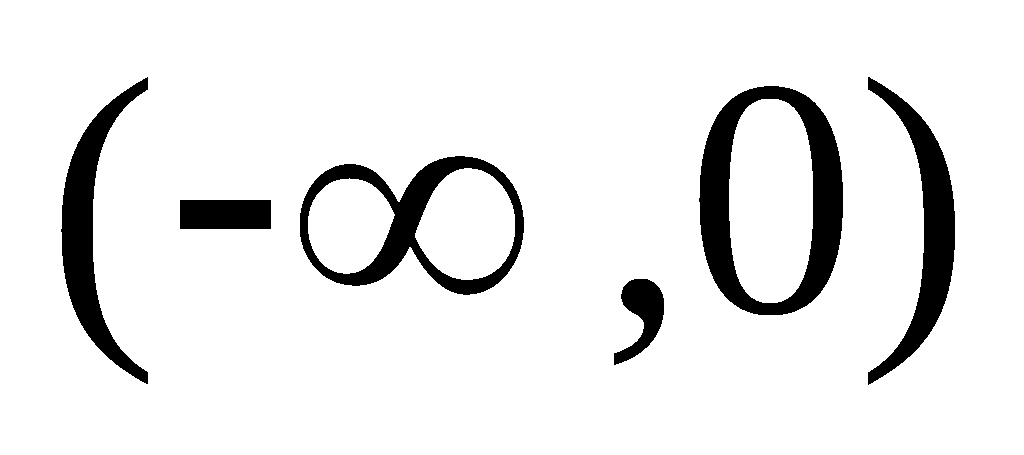 (-∞ ,0)